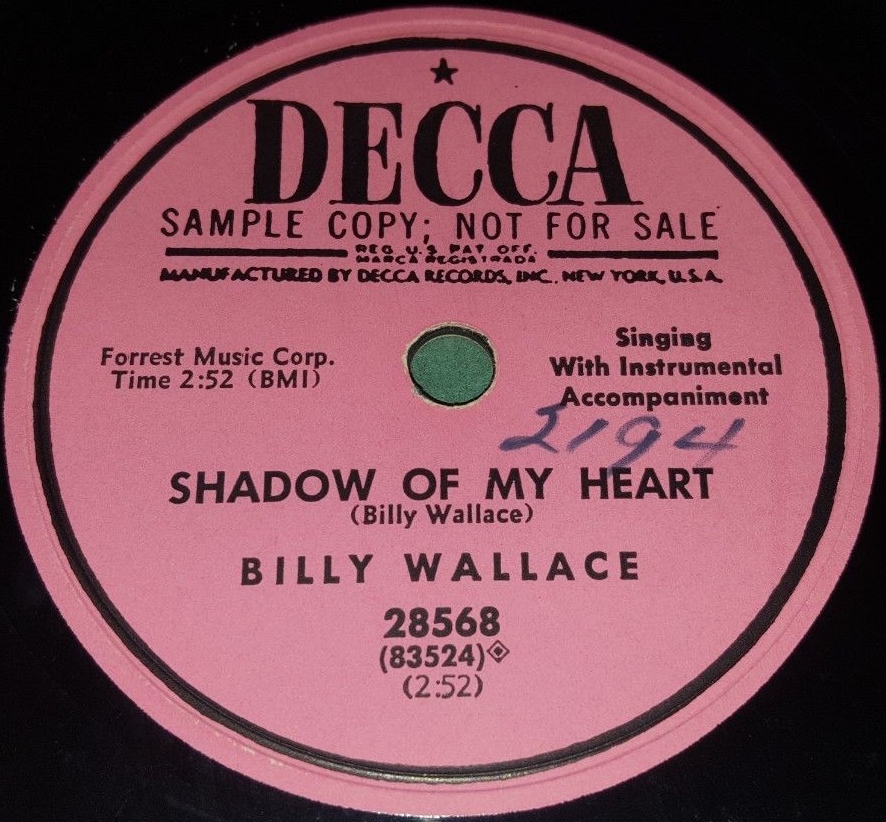 DECCA
SAMPLE COPY; NOT FOR SALE
REG. U.S. PAT. OFF.
MARCA REGISTRADA
MANUFACTURED BY DECCA RECORDS, INC., NEW YORK, U.S.A.
Forrest Music Corp.
Time 2:52 (BMI)
Singing
With Instrumental
Accompaniment
2194
SHADOW OF MY HEART
(Billy Wallace)
BILLY WALLACE
28568
(83524)
(2:52)